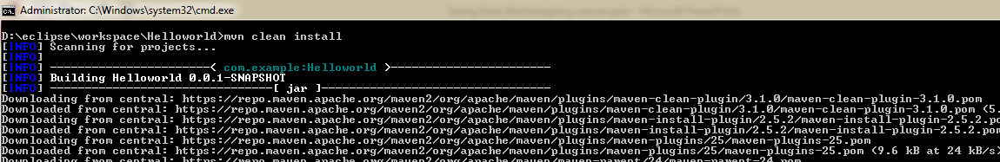 Administrator: C:\Windows\system32\cmd.exe
D:\eclipse\workspace\Helloworld>mvn clean install
[INFO] Scanning for projects...
[INFO]
[INFO] -----------------------< com.example:Helloworld >-----------------------
[INFO] Building Helloworld 0.0.1-SNAPSHOT
[INFO] --------------------------------[ jar ]---------------------------------
Downloading from central: https://repo.maven.apache.org/maven2/org/apache/maven/plugins/maven-clean-plugin/3.1.0/maven-clean-plugin-3.1.0.pom
Downloaded from central: https://repo.maven.apache.org/maven2/org/apache/maven/plugins/maven-clean-plugin/3.1.0/maven-clean-plugin-3.1.0.pom (5.
Downloading from central: https://repo.maven.apache.org/maven2/org/apache/maven/plugins/maven-install-plugin/2.5.2/maven-install-plugin-2.5.2.po
Downloaded from central: https://repo.maven.apache.org/maven2/org/apache/maven/plugins/maven-install-plugin/2.5.2/maven-install-plugin-2.5.2.pom
Downloading from central: https://repo.maven.apache.org/maven2/org/apache/maven/plugins/maven-plugins/25/maven-plugins-25.pom
Downloaded from central: https://repo.maven.apache.org/maven2/org/apache/maven/plugins/maven-plugins/25/maven-plugins-25.pom (9.6 kB at 24 kB/s)
Downloading from central: https://repo.maven.apache.org/maven2/org/apache/maven/maven-parent/24/maven-parent-24.pom